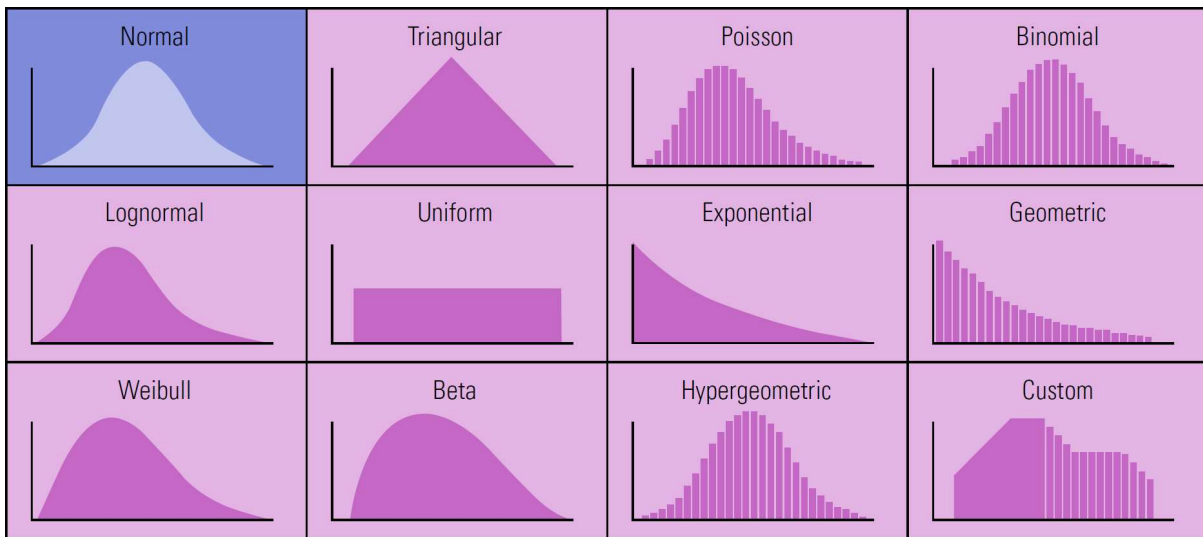 Normal
Triangular
Poisson
Binomial
Lognormal
Uniform
Exponential
Geometric
Weibull
Beta
Hypergeometric
Custom